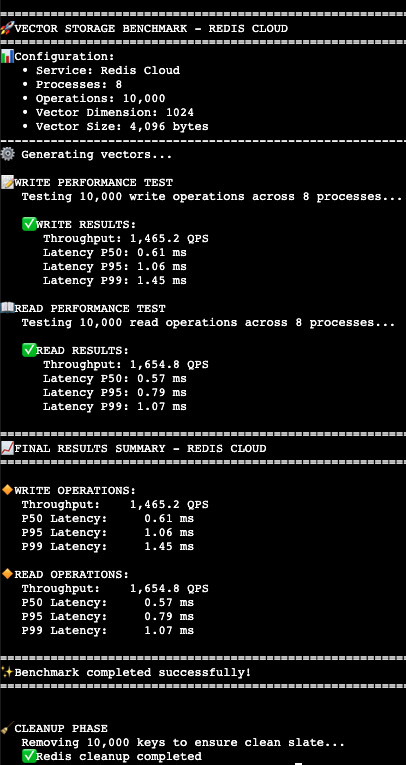 ============================================================
🚀VECTOR STORAGE BENCHMARK - REDIS CLOUD
============================================================
📊Configuration:
• Service: Redis Cloud
• Processes: 8
• Operations: 10,000
• Vector Dimension: 1024
• Vector Size: 4,096 bytes
------------------------------------------------------------
⚙️ Generating vectors...
📝WRITE PERFORMANCE TEST
Testing 10,000 write operations across 8 processes...
✅WRITE RESULTS:
Throughput: 1,465.2 QPS
Latency P50: 0.61 ms
Latency P95: 1.06 ms
Latency P99: 1.45 ms
📖READ PERFORMANCE TEST
Testing 10,000 read operations across 8 processes...
✅READ RESULTS:
Throughput: 1,654.8 QPS
Latency P50: 0.57 ms
Latency P95: 0.79 ms
Latency P99: 1.07 ms
============================================================
📈FINAL RESULTS SUMMARY - REDIS CLOUD
============================================================
🔶WRITE OPERATIONS:
Throughput: 1,465.2 QPS
P50 Latency: 0.61 ms
P95 Latency: 1.06 ms
P99 Latency: 1.45 ms
🔶READ OPERATIONS:
Throughput: 1,654.8 QPS
P50 Latency: 0.57 ms
P95 Latency: 0.79 ms
P99 Latency: 1.07 ms
============================================================
✨Benchmark completed successfully!
============================================================
🧹CLEANUP PHASE
Removing 10,000 keys to ensure clean slate...
✅Redis cleanup completed